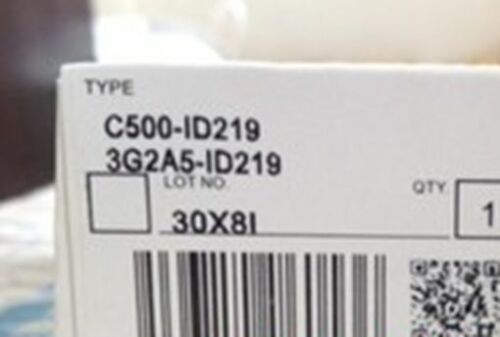 TYPE
C500-ID219
3G2A5-ID219
LOT NO.
QTY
30X8I
1